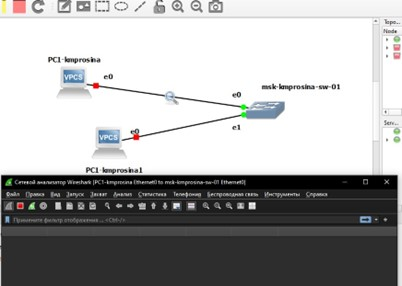 Topo...
Node
PC1-kmprosina
VPCS
e0
e0
msk-kmprosina-sw-01
VPCS
e0
e1
Serv...
PC1-kmprosina1
Сетевой анализатор Wireshark [PC1-kmprosina Ethernet0 to msk-kmprosina-sw-01 Ethernet0]
Файл Правка Вид Запуск Захват Анализ Статистика Телефония Беспроводная связь Инструменты Справка
Примените фильтр отображения ... <Ctrl-/>